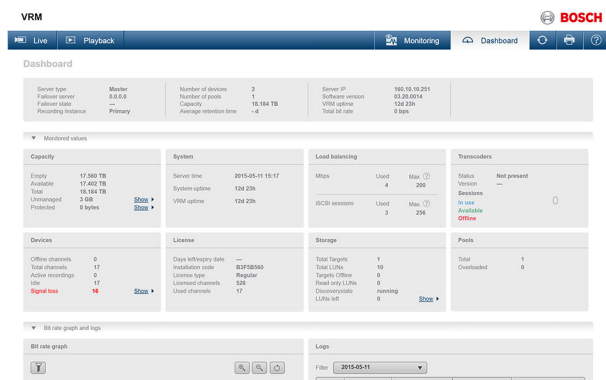 VRM
BOSCH
Live
Playback
Monitoring
Dashboard
Dashboard
Server type Master
Failover server 0.0.0.0
Failover state ---
Recording instance Primary
Number of devices 2
Number of pools 1
Capacity 18.184 TB
Average retention time - d
Server IP 160.10.10.251
Software version 03.20.0014
VRM uptime 12d 23h
Total bit rate 0 bps
Monitored values
Capacity
Empty 17.560 TB
Available 17.402 TB
Total 18.184 TB
Unmanaged 3 GB Show
Protected 0 bytes Show
System
Server time 2015-05-11 15:17
System uptime 12d 23h
VRM uptime 12d 23h
Load balancing
Mbps Used Max. ?
4 200
iSCSI sessions Used Max. ?
3 256
Transcoders
Status Not present
Version ---
Sessions
In use
Available
Offline
0
Devices
Offline channels 0
Total channels 17
Active recordings 0
Idle 17
Signal loss 16 Show
License
Days left/expiry date ---
Installation code B3F5B560
License type Regular
Licensed channels 528
Used channels 17
Storage
Total Targets 1
Total LUNs 10
Targets Offline 0
Read only LUNs 0
Discoverystate running
LUNs left 0 Show
Pools
Total 1
Overloaded 0
Bit rate graph and logs
Bit rate graph
Logs
Filter 2015-05-11